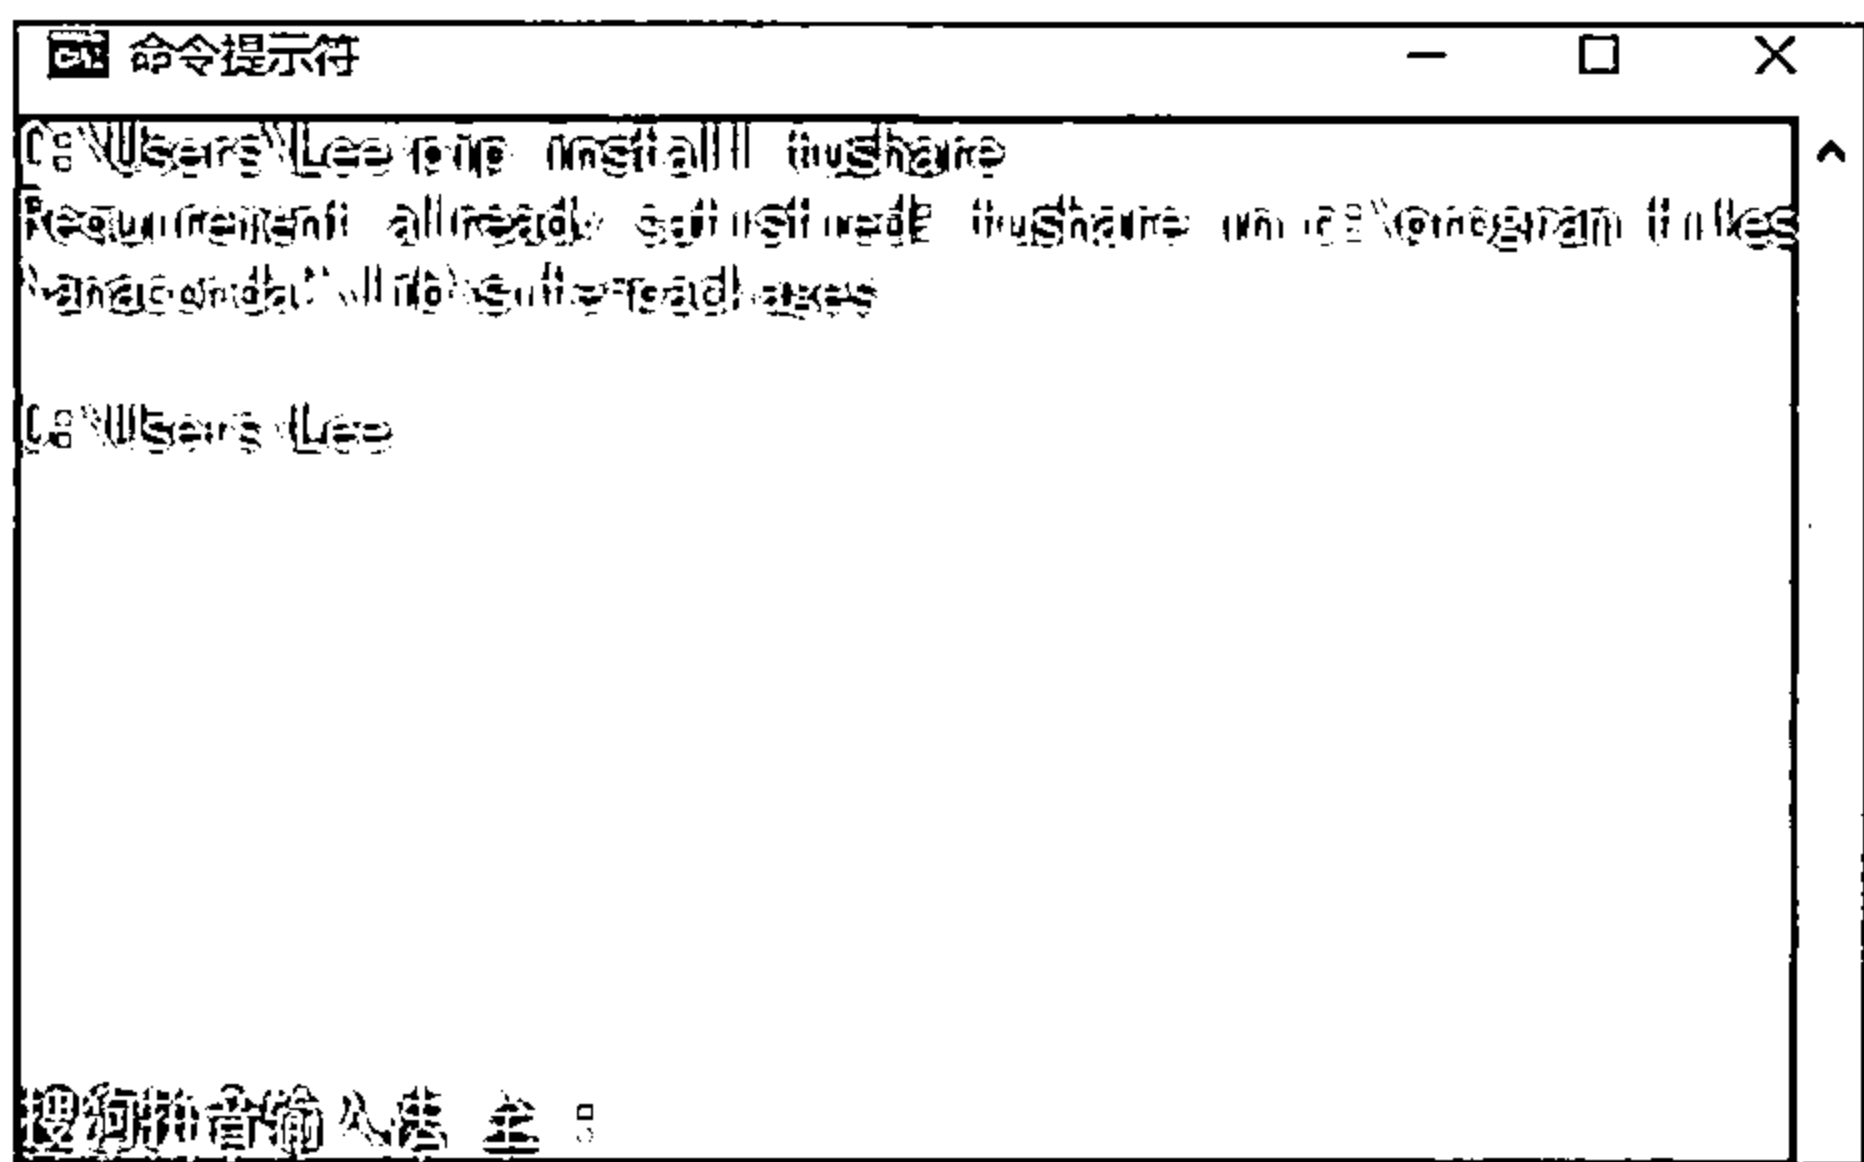 命令提示符
C:\Users\Lee pip install tushare
Requirement already satisfied: tushare in c:\program files
\anaconda \lib\site-packages
C:\Users\Lee
搜狗拼音输入法 全 :